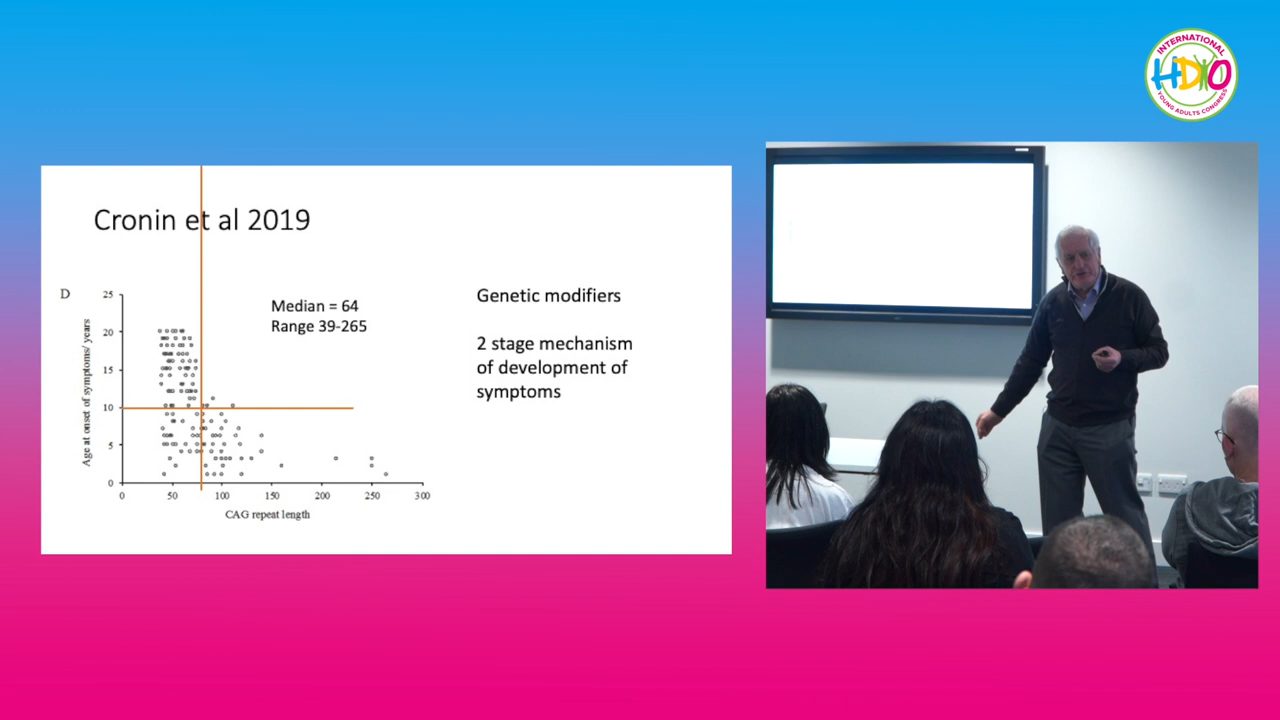 INTERNATIONAL
HDYO
YOUNG ADULTS CONGRESS
Cronin et al 2019
D
Median = 64
Range 39-265
Genetic modifiers
2 stage mechanism
of development of
symptoms
Age at onset of symptoms/ years
25
20
15
10
5
0
0 50 100 150 200 250 300
CAG repeat length